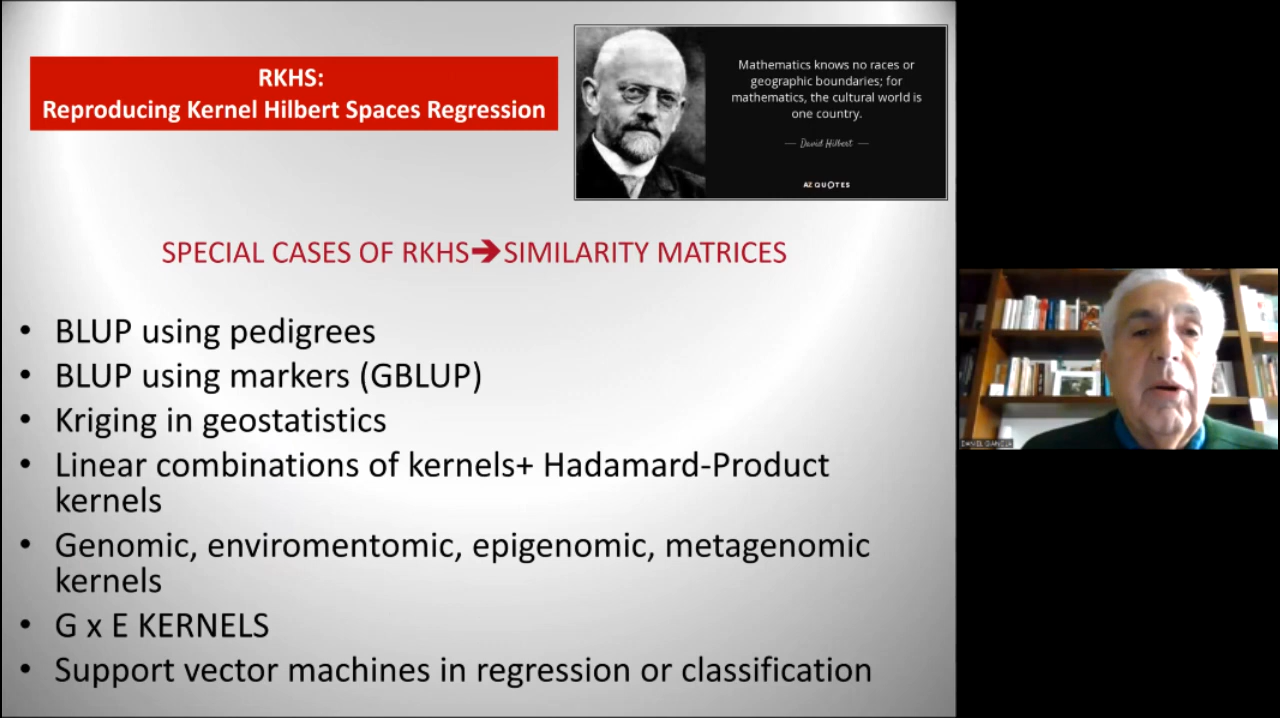 RKHS:
Reproducing Kernel Hilbert Spaces Regression
Mathematics knows no races or
geographic boundaries; for
mathematics, the cultural world is
one country.
— David Hilbert —
AZ QUOTES
SPECIAL CASES OF RKHS➔SIMILARITY MATRICES
• BLUP using pedigrees
• BLUP using markers (GBLUP)
• Kriging in geostatistics
• Linear combinations of kernels+ Hadamard-Product
kernels
• Genomic, enviromentomic, epigenomic, metagenomic
kernels
• G x E KERNELS
• Support vector machines in regression or classification
DANIEL GIANOLA